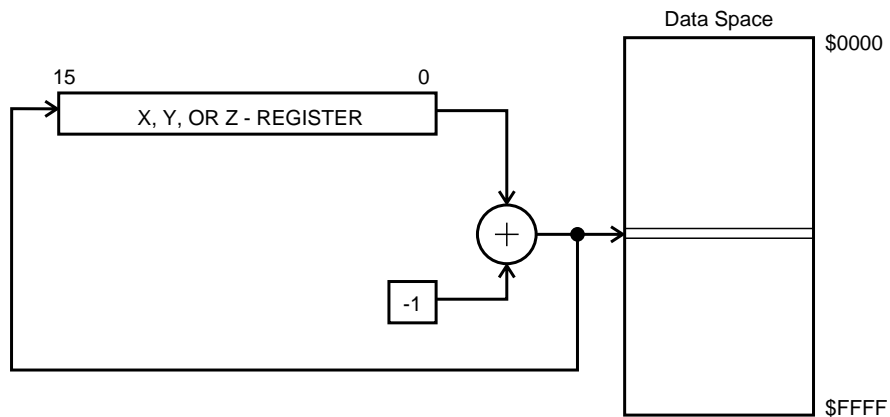 Data Space
$0000
15
0
X, Y, OR Z - REGISTER
+
-1
$FFFF